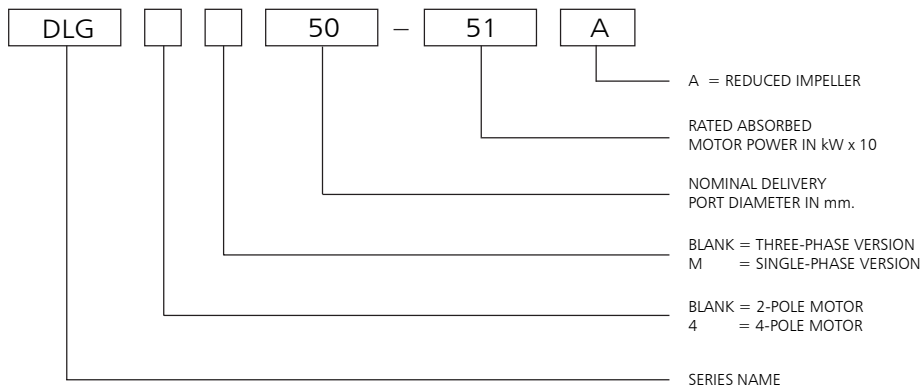 DLG 50 – 51 A
A = REDUCED IMPELLER
RATED ABSORBED
MOTOR POWER IN kW x 10
NOMINAL DELIVERY
PORT DIAMETER IN mm.
BLANK = THREE-PHASE VERSION
M = SINGLE-PHASE VERSION
BLANK = 2-POLE MOTOR
4 = 4-POLE MOTOR
SERIES NAME